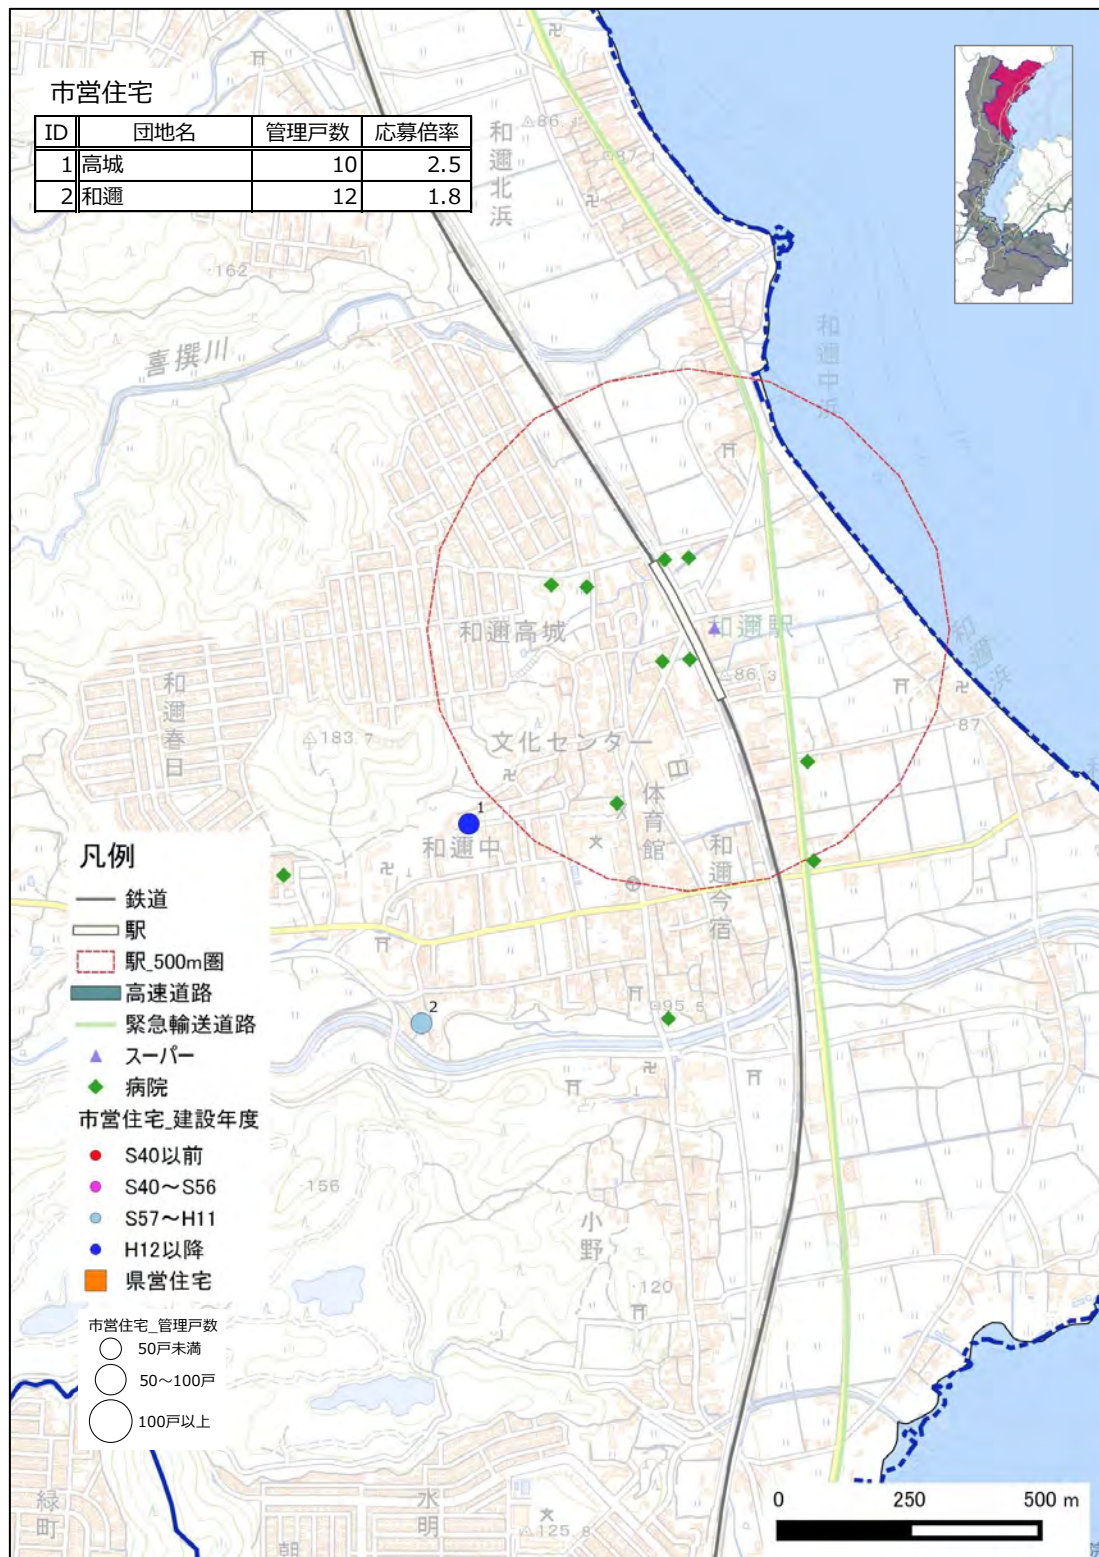 市営住宅
ID 団地名 管理戸数 応募倍率
1 高城 10 2.5
2 和邇 12 1.8
86.4
87.1
和邇北浜
162
喜撰川
和邇中浜
和邇高城
和邇駅
86.3
和邇浜
87
和邇春日
183.7
文化センター
体育館
1
和邇中
和邇今宿
凡例
鉄道
駅
駅_500m圏
高速道路
緊急輸送道路
スーパー
病院
市営住宅_建設年度
S40以前
S40～S56
S57～H11
H12以降
県営住宅
市営住宅_管理戸数
50戸未満
50～100戸
100戸以上
2
95.5
156
小野
120
緑町
水明
朝
125.8
0 250 500 m